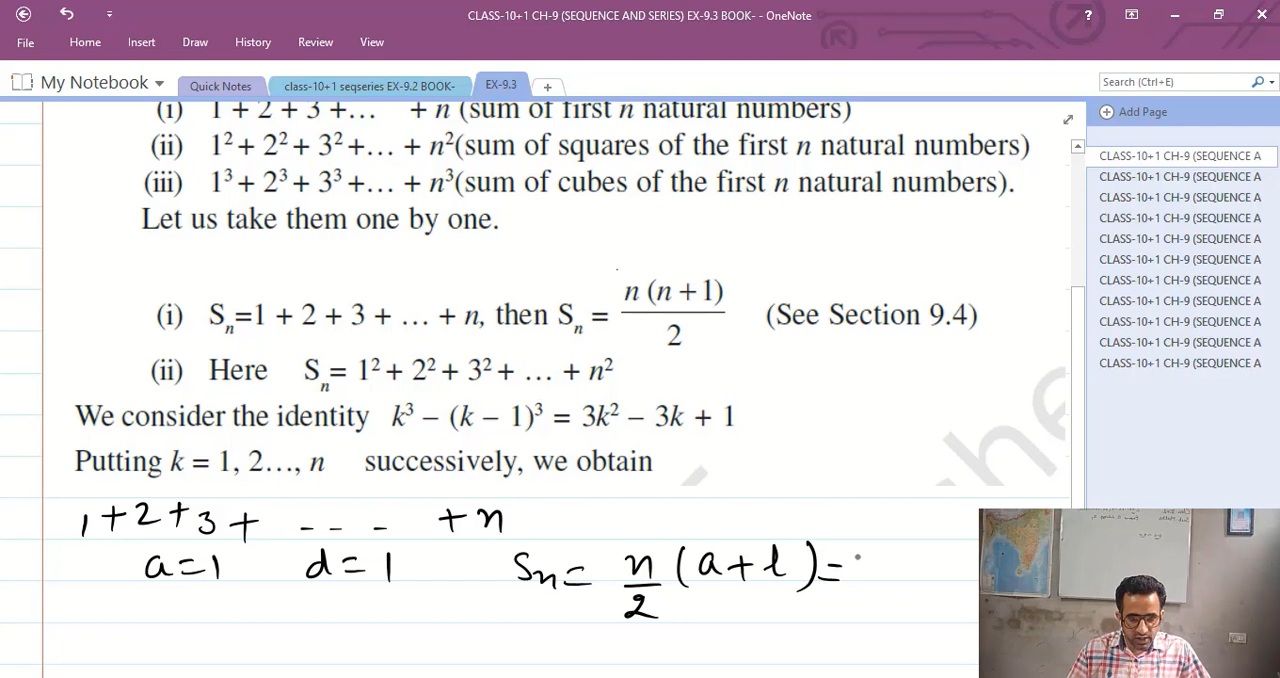 CLASS-10+1 CH-9 (SEQUENCE AND SERIES) EX-9.3 BOOK- - OneNote
File Home Insert Draw History Review View
My Notebook Quick Notes class-10+1 seqseries EX-9.2 BOOK- EX-9.3 + Search (Ctrl+E)
Add Page
CLASS-10+1 CH-9 (SEQUENCE A
CLASS-10+1 CH-9 (SEQUENCE A
CLASS-10+1 CH-9 (SEQUENCE A
CLASS-10+1 CH-9 (SEQUENCE A
CLASS-10+1 CH-9 (SEQUENCE A
CLASS-10+1 CH-9 (SEQUENCE A
CLASS-10+1 CH-9 (SEQUENCE A
CLASS-10+1 CH-9 (SEQUENCE A
CLASS-10+1 CH-9 (SEQUENCE A
CLASS-10+1 CH-9 (SEQUENCE A
CLASS-10+1 CH-9 (SEQUENCE A
(i) 1 + 2 + 3 +… + n (sum of first n natural numbers)
(ii) 1² + 2² + 3² +… + n²(sum of squares of the first n natural numbers)
(iii) 1³ + 2³ + 3³ +… + n³(sum of cubes of the first n natural numbers).
Let us take them one by one.
(i) Sₙ=1 + 2 + 3 + … + n, then Sₙ = n (n +1) / 2 (See Section 9.4)
(ii) Here Sₙ= 1² + 2² + 3² + … + n²
We consider the identity k³ – (k – 1)³ = 3k² – 3k + 1
Putting k = 1, 2…, n successively, we obtain
1+2+3+ - - - +n
a=1 d=1 Sn= n/2 (a+l)=